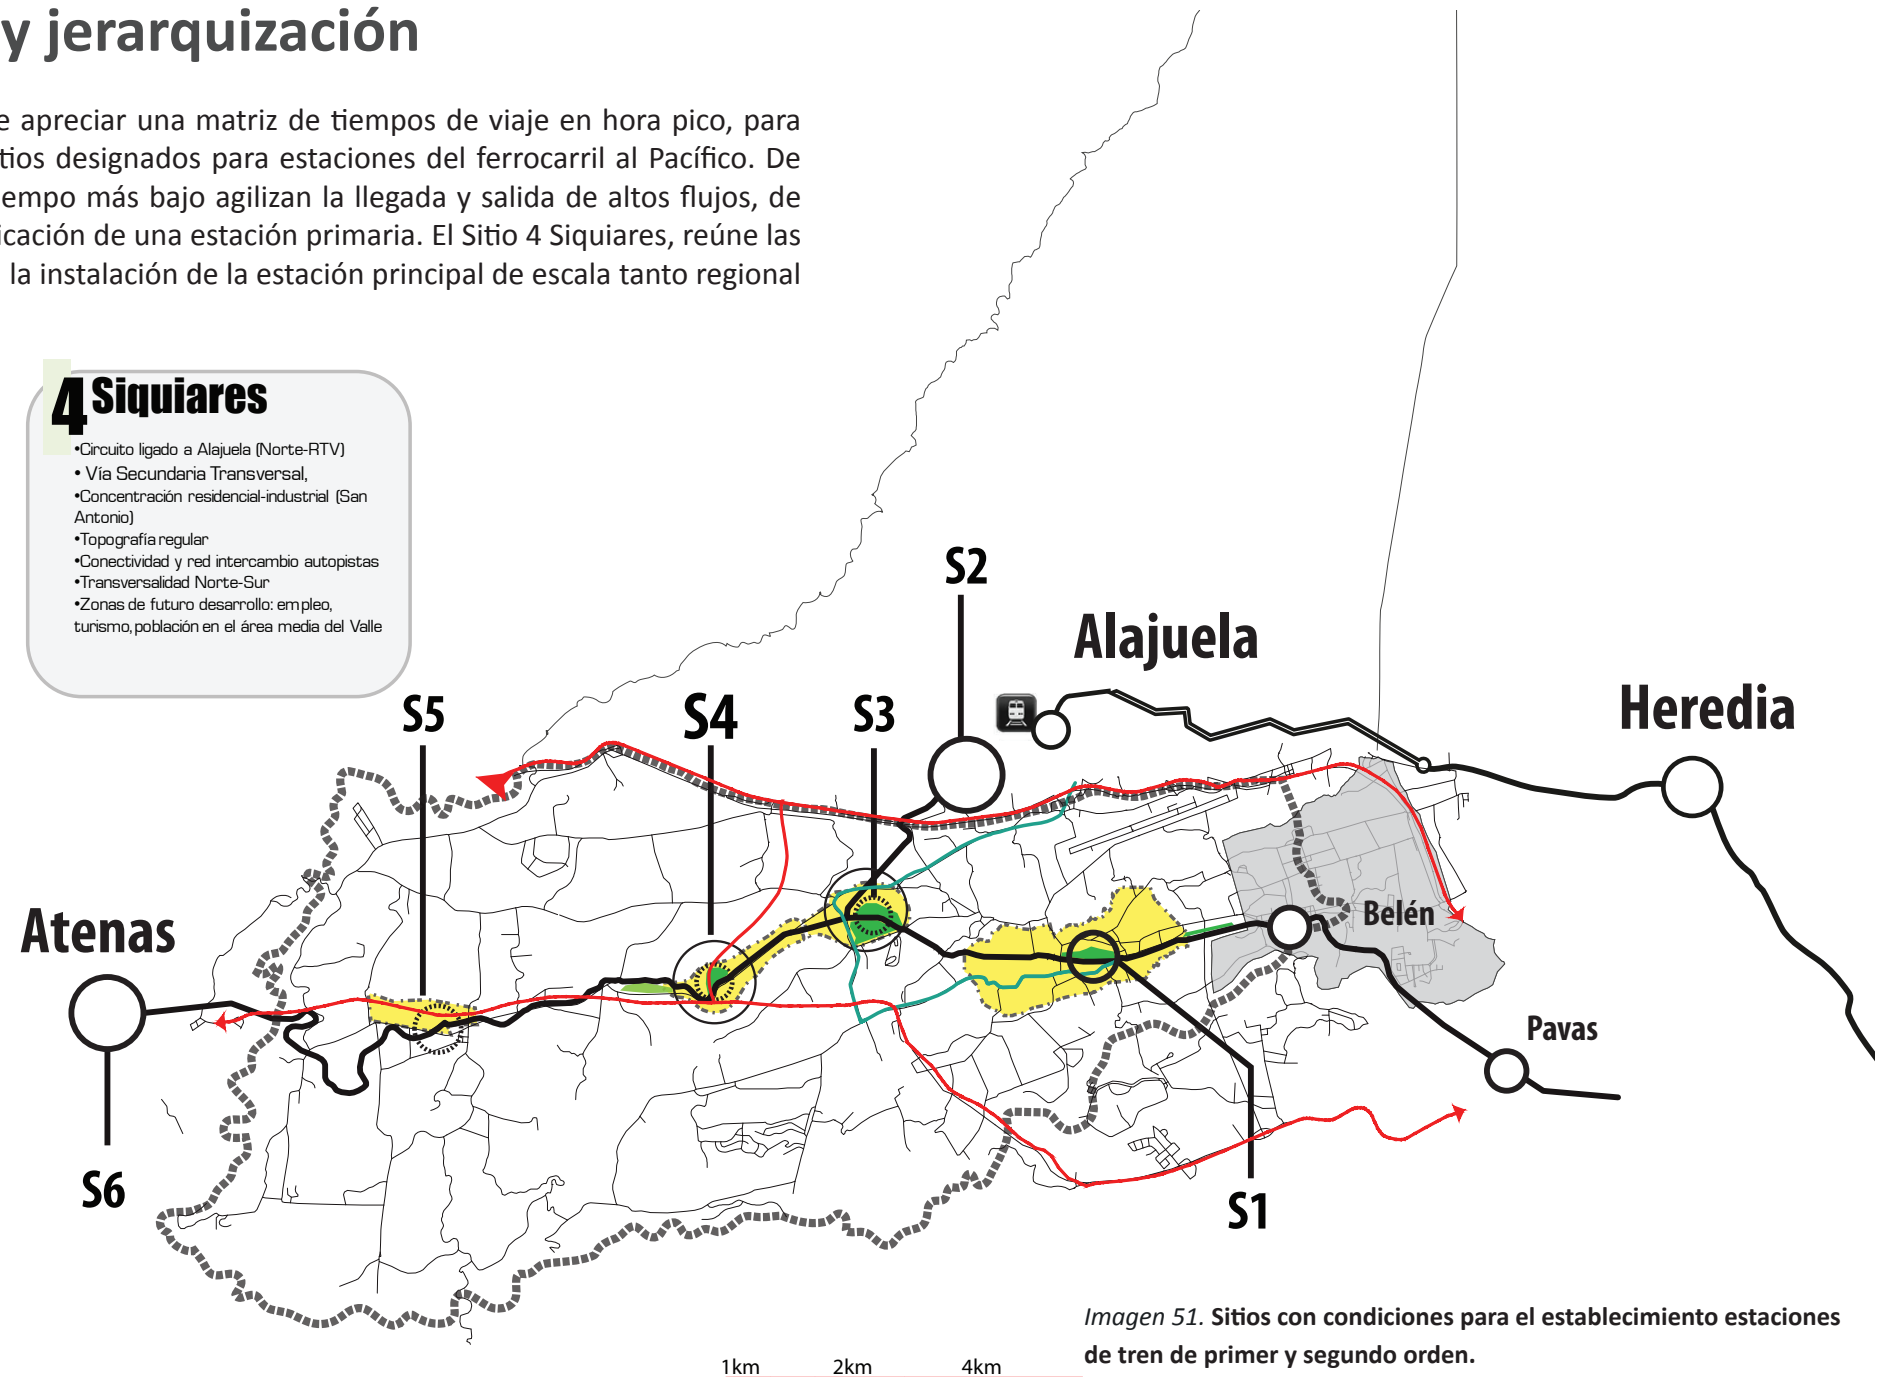 y jerarquización
e apreciar una matriz de tiempos de viaje en hora pico, para
tios designados para estaciones del ferrocarril al Pacífico. De
empo más bajo agilizan la llegada y salida de altos flujos, de
icación de una estación primaria. El Sitio 4 Siquiares, reúne las
la instalación de la estación principal de escala tanto regional
4 Siquiares
•Circuito ligado a Alajuela (Norte-RTV)
• Vía Secundaria Transversal,
•Concentración residencial-industrial (San
Antonio)
•Topografía regular
•Conectividad y red intercambio autopistas
•Transversalidad Norte-Sur
•Zonas de futuro desarrollo: empleo,
turismo, población en el área media del Valle
S2
Alajuela
Heredia
S5
S4
S3
Atenas
Belén
Pavas
S6
S1
Imagen 51. Sitios con condiciones para el establecimiento estaciones
de tren de primer y segundo orden.
1km 2km 4km